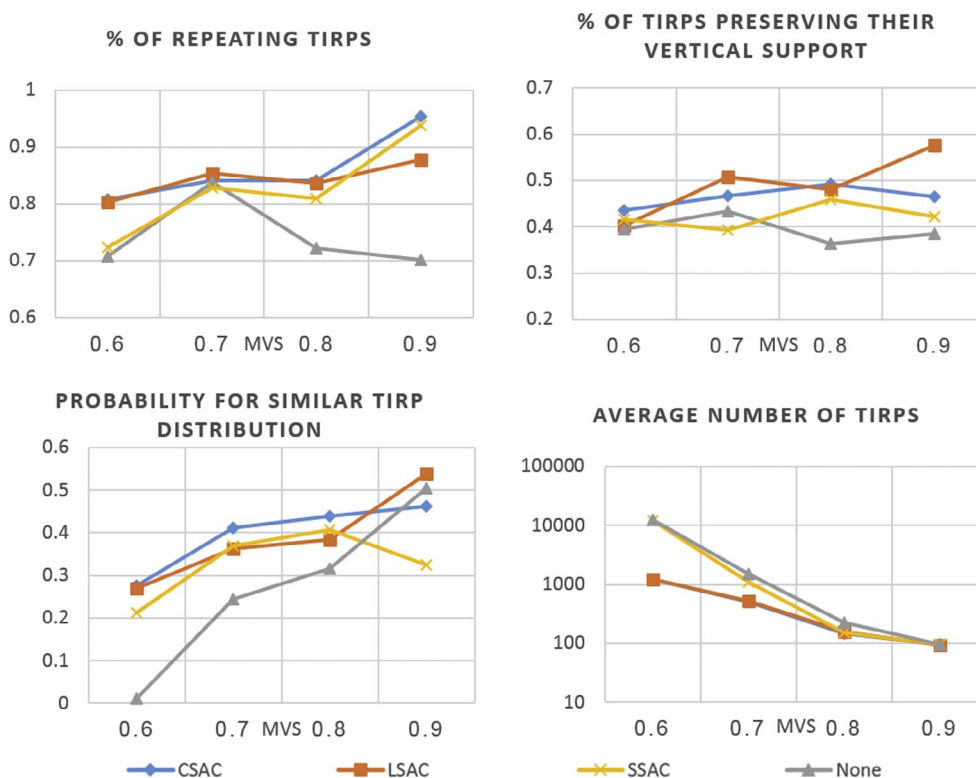 % OF REPEATING TIRPS
1
0.9
0.8
0.7
0.6
0.6
0.7
MVS
0.8
0.9
% OF TIRPS PRESERVING THEIR
VERTICAL SUPPORT
0.7
0.6
0.5
0.4
0.3
0.2
0.6
0.7
MVS
0.8
0.9
PROBABILITY FOR SIMILAR TIRP
DISTRIBUTION
0.6
0.5
0.4
0.3
0.2
0.1
0
0.6
0.7
MVS
0.8
0.9
AVERAGE NUMBER OF TIRPS
100000
10000
1000
100
10
0.6
0.7
MVS
0.8
0.9
CSAC
LSAC
SSAC
None